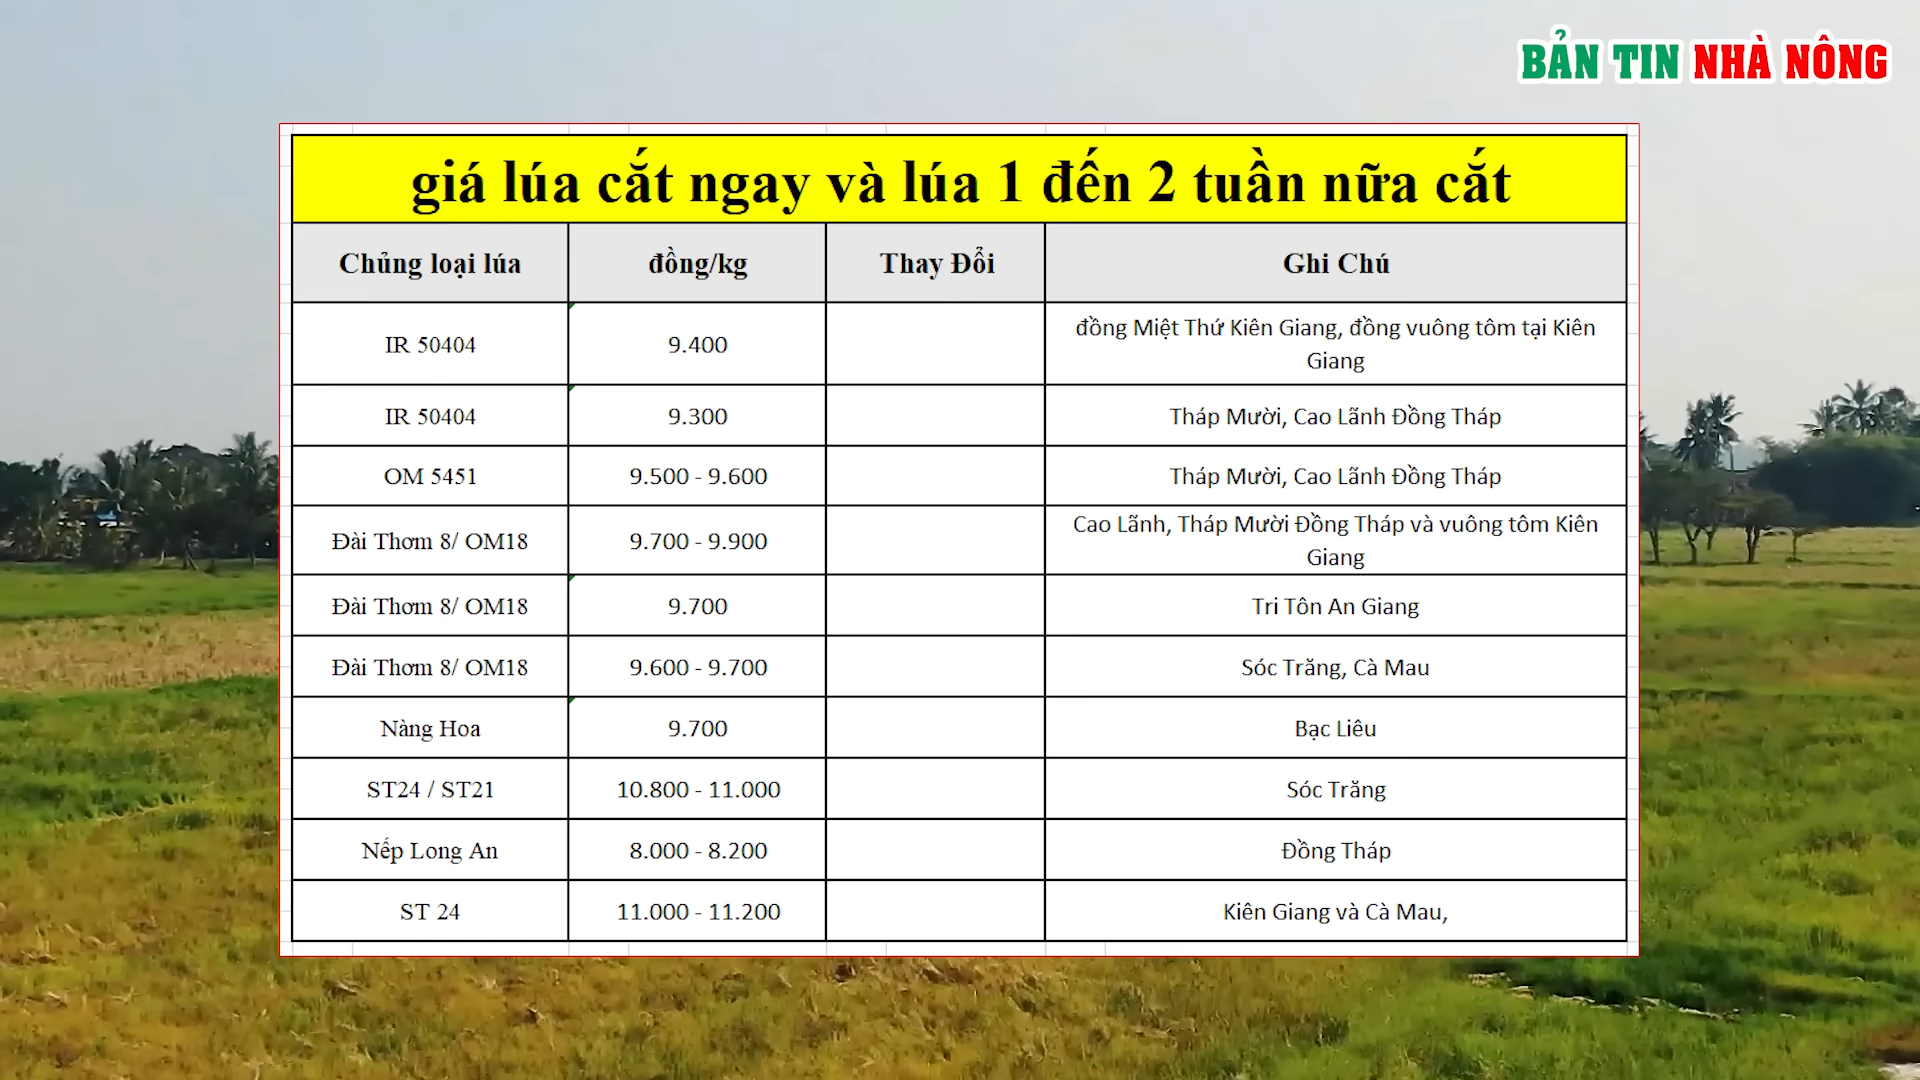 BẢN TIN NHÀ NÔNG
giá lúa cắt ngay và lúa 1 đến 2 tuần nữa cắt
Chủng loại lúa đồng/kg Thay Đổi Ghi Chú
IR 50404 9.400 đồng Miệt Thứ Kiên Giang, đồng vuông tôm tại Kiên
Giang
IR 50404 9.300 Tháp Mười, Cao Lãnh Đồng Tháp
OM 5451 9.500 - 9.600 Tháp Mười, Cao Lãnh Đồng Tháp
Đài Thơm 8/ OM18 9.700 - 9.900 Cao Lãnh, Tháp Mười Đồng Tháp và vuông tôm Kiên
Giang
Đài Thơm 8/ OM18 9.700 Tri Tôn An Giang
Đài Thơm 8/ OM18 9.600 - 9.700 Sóc Trăng, Cà Mau
Nàng Hoa 9.700 Bạc Liêu
ST24 / ST21 10.800 - 11.000 Sóc Trăng
Nếp Long An 8.000 - 8.200 Đồng Tháp
ST 24 11.000 - 11.200 Kiên Giang và Cà Mau,